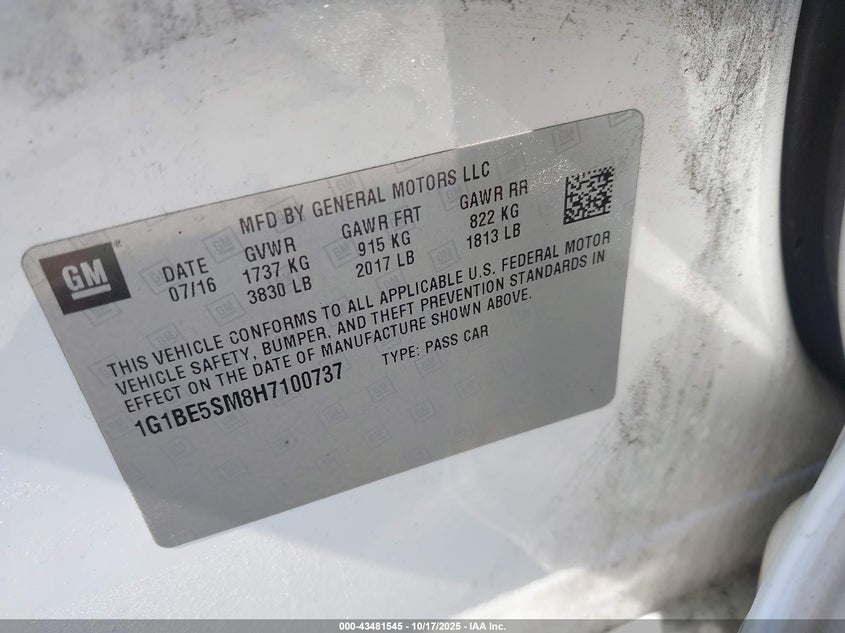 MFD BY GENERAL MOTORS LLC
GM
DATE
07/16
GVWR
1737 KG
3830 LB
GAWR FRT
915 KG
2017 LB
GAWR RR
822 KG
1813 LB
THIS VEHICLE CONFORMS TO ALL APPLICABLE U.S. FEDERAL MOTOR
VEHICLE SAFETY, BUMPER, AND THEFT PREVENTION STANDARDS IN
EFFECT ON THE DATE OF MANUFACTURE SHOWN ABOVE.
1G1BE5SM8H7100737
TYPE: PASS CAR
000-43481545 - 10/17/2025 - IAA Inc.